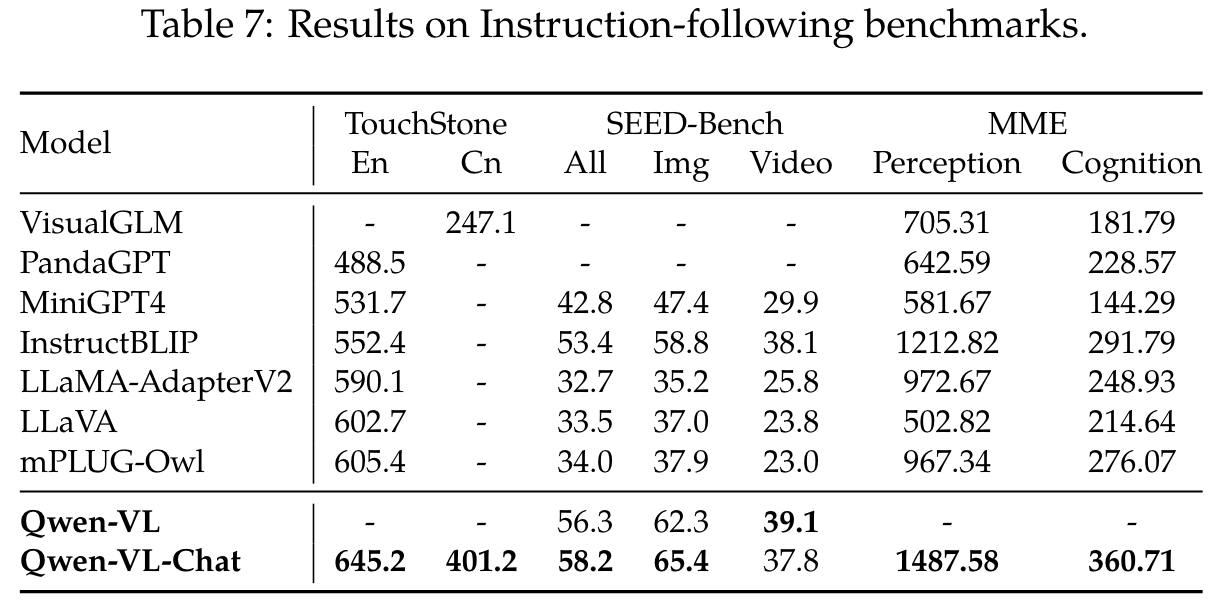 Table 7: Results on Instruction-following benchmarks.
Model TouchStone SEED-Bench MME
En Cn All Img Video Perception Cognition
VisualGLM - 247.1 - - - 705.31 181.79
PandaGPT 488.5 - - - - 642.59 228.57
MiniGPT4 531.7 - 42.8 47.4 29.9 581.67 144.29
InstructBLIP 552.4 - 53.4 58.8 38.1 1212.82 291.79
LLaMA-AdapterV2 590.1 - 32.7 35.2 25.8 972.67 248.93
LLaVA 602.7 - 33.5 37.0 23.8 502.82 214.64
mPLUG-Owl 605.4 - 34.0 37.9 23.0 967.34 276.07
Qwen-VL - - 56.3 62.3 39.1 - -
Qwen-VL-Chat 645.2 401.2 58.2 65.4 37.8 1487.58 360.71